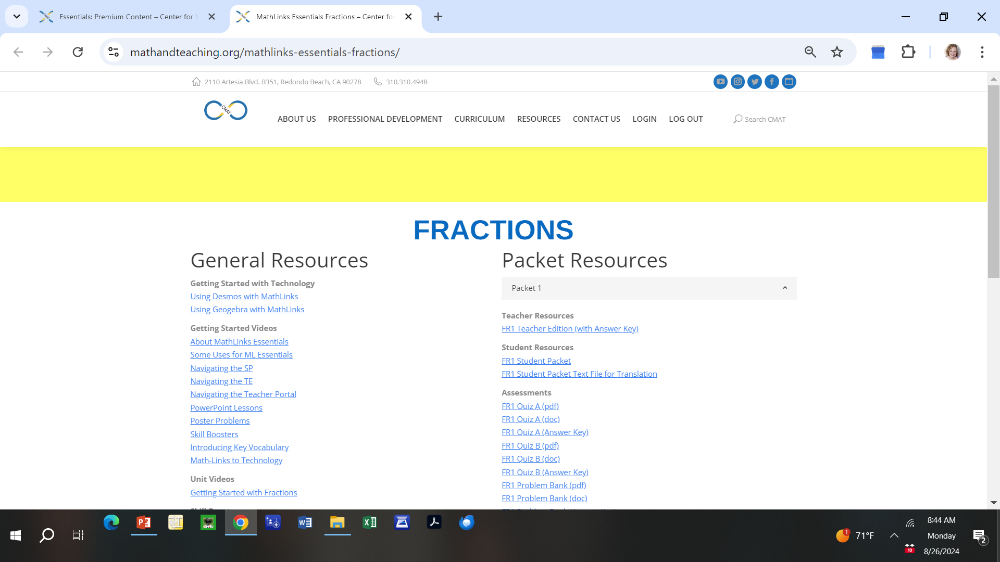 Essentials: Premium Content – Center for
MathLinks Essentials Fractions – Center fo
mathandteaching.org/mathlinks-essentials-fractions/
2110 Artesia Blvd. B351, Redondo Beach, CA 90278
310.310.4948
CMAT
ABOUT US
PROFESSIONAL DEVELOPMENT
CURRICULUM
RESOURCES
CONTACT US
LOGIN
LOG OUT
Search CMAT
FRACTIONS
General Resources
Getting Started with Technology
Using Desmos with MathLinks
Using Geogebra with MathLinks
Getting Started Videos
About MathLinks Essentials
Some Uses for ML Essentials
Navigating the SP
Navigating the TE
Navigating the Teacher Portal
PowerPoint Lessons
Poster Problems
Skill Boosters
Introducing Key Vocabulary
Math-Links to Technology
Unit Videos
Getting Started with Fractions
Packet Resources
Packet 1
Teacher Resources
FR1 Teacher Edition (with Answer Key)
Student Resources
FR1 Student Packet
FR1 Student Packet Text File for Translation
Assessments
FR1 Quiz A (pdf)
FR1 Quiz A (doc)
FR1 Quiz A (Answer Key)
FR1 Quiz B (pdf)
FR1 Quiz B (doc)
FR1 Quiz B (Answer Key)
FR1 Problem Bank (pdf)
FR1 Problem Bank (doc)
1
71°F
10
8:44 AM
Monday
8/26/2024
2